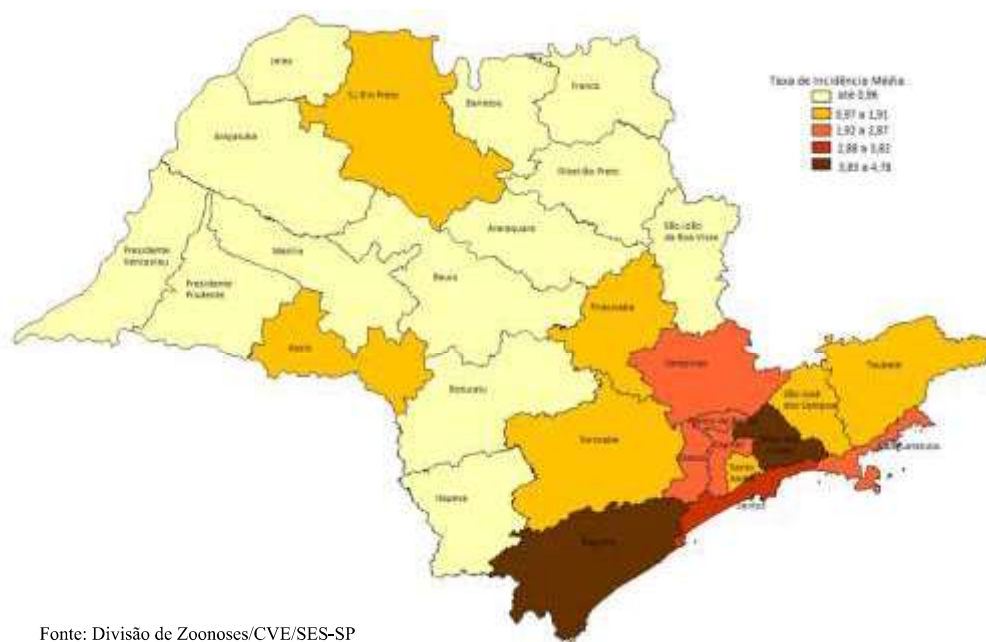 Jales
SJ Rio Preto
Barretos
Franca
Araçatuba
Ribeirão Preto
Araraquara
São João
da Boa Vista
Presidente
Venceslau
Marília
Presidente
Prudente
Bauru
Piracicaba
Assis
Botucatu
Campinas
Taubaté
São José
dos Campos
Sorocaba
Caraguatatuba
Santo
André
Santos
Itapeva
Registro
Taxa de Incidência Média
até 0,96
0,97 a 1,91
1,92 a 2,87
2,88 a 3,82
3,83 a 4,78
Fonte: Divisão de Zoonoses/CVE/SES-SP